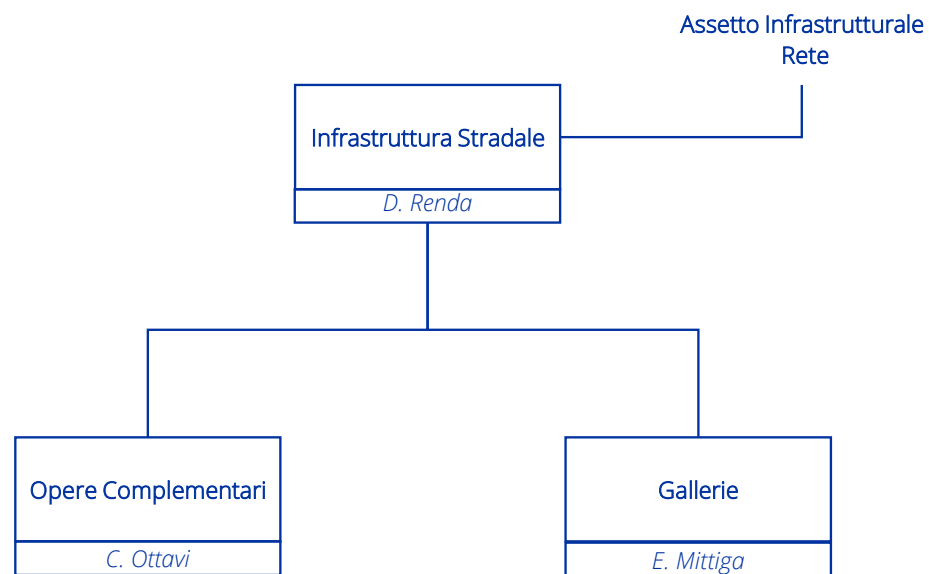 Assetto Infrastrutturale
Rete
Infrastruttura Stradale
D. Renda
Opere Complementari
C. Ottavi
Gallerie
E. Mittiga